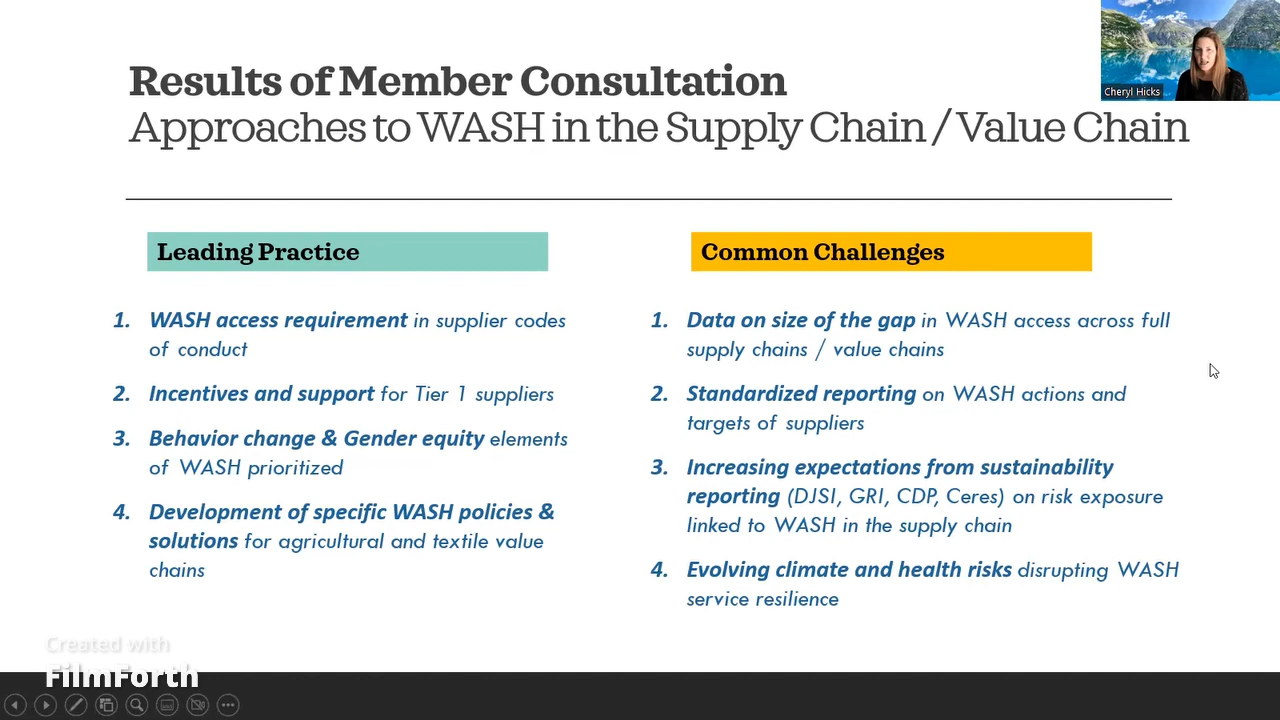 Results of Member Consultation
Approaches to WASH in the Supply Chain / Value Chain
Cheryl Hicks
Leading Practice
1. WASH access requirement in supplier codes
of conduct
2. Incentives and support for Tier 1 suppliers
3. Behavior change & Gender equity elements
of WASH prioritized
4. Development of specific WASH policies &
solutions for agricultural and textile value
chains
Common Challenges
1. Data on size of the gap in WASH access across full
supply chains / value chains
2. Standardized reporting on WASH actions and
targets of suppliers
3. Increasing expectations from sustainability
reporting (DJSI, GRI, CDP, Ceres) on risk exposure
linked to WASH in the supply chain
4. Evolving climate and health risks disrupting WASH
service resilience
Created with
FilmForth